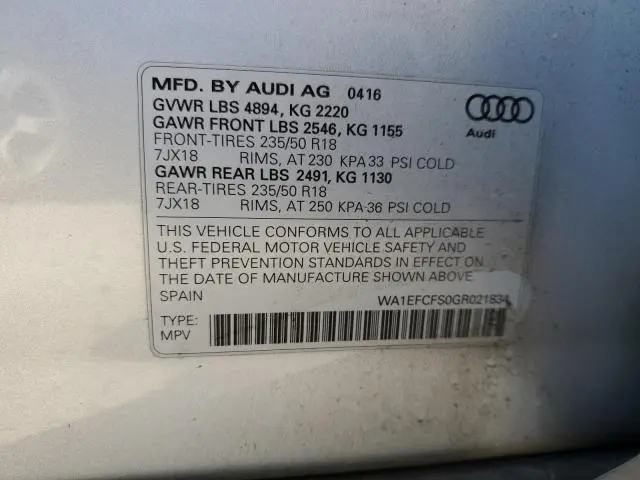 MFD. BY AUDI AG 0416
GVWR LBS 4894, KG 2220
GAWR FRONT LBS 2546, KG 1155
FRONT-TIRES 235/50 R18
7JX18 RIMS, AT 230 KPA 33 PSI COLD
GAWR REAR LBS 2491, KG 1130
REAR-TIRES 235/50 R18
7JX18 RIMS, AT 250 KPA-36 PSI COLD
Audi
THIS VEHICLE CONFORMS TO ALL APPLICABLE
U.S. FEDERAL MOTOR VEHICLE SAFETY AND
THEFT PREVENTION STANDARDS IN EFFECT ON
THE DATE OF MANUFACTURE SHOWN ABOVE
SPAIN
WA1EFCFS0GR021834
TYPE:
MPV